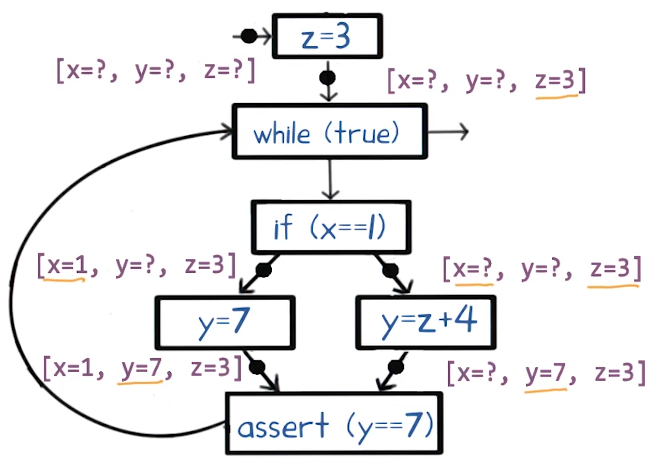 z=3
[x=?, y=?, z=?]
[x=?, y=?, z=3]
while (true)
if (x==1)
[x=1, y=?, z=3]
[x=?, y=?, z=3]
y=7
y=z+4
[x=1, y=7, z=3]
[x=?, y=7, z=3]
assert (y==7)